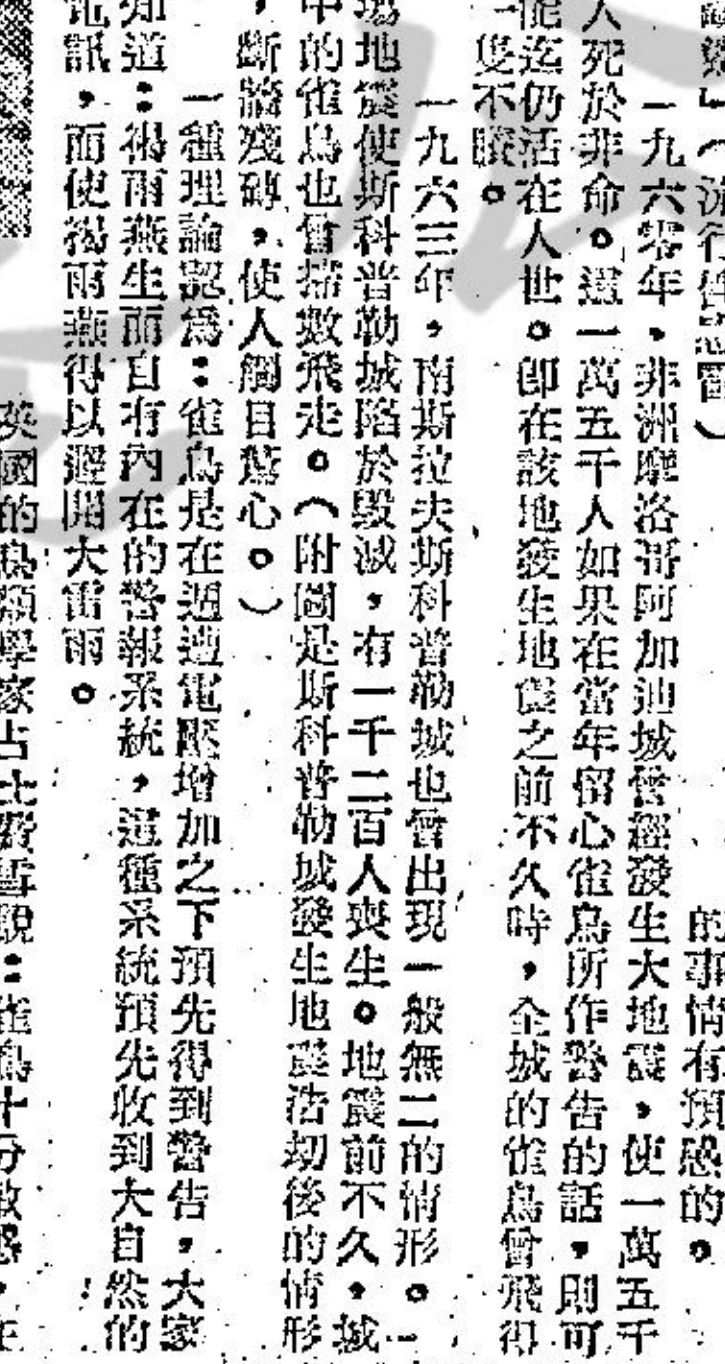 的事情有預感的。
一九六零年，非洲摩洛哥阿加迪城曾經發生大地震，使一萬五千
人死於非命。這一萬五千人如果在當年留心雀鳥所作警告的話，則可
能迄仍活在人世。即在該地發生地震之前不久時，全城的雀鳥曾飛得
一隻不賸。
一九六三年，南斯拉夫斯科普勒城也曾出現一般無二的情形。一
場地震使斯科普勒城陷於毀滅，有一千二百人喪生。地震前不久，城
中的雀鳥也曾掃數飛走。（附圖是斯科普勒城發生地震浩劫後的情形
，斷牆殘磚，使人觸目驚心。）
一種理論認爲：雀鳥是在週遭電壓增加之下預先得到警告，大家
知道：褐雨燕生而自有內在的警報系統，這種系統預先收到大自然的
電訊，而使褐雨燕得以避開大雷雨。
英國的鳥類學家占士費雪說：雀鳥十分敏感，在